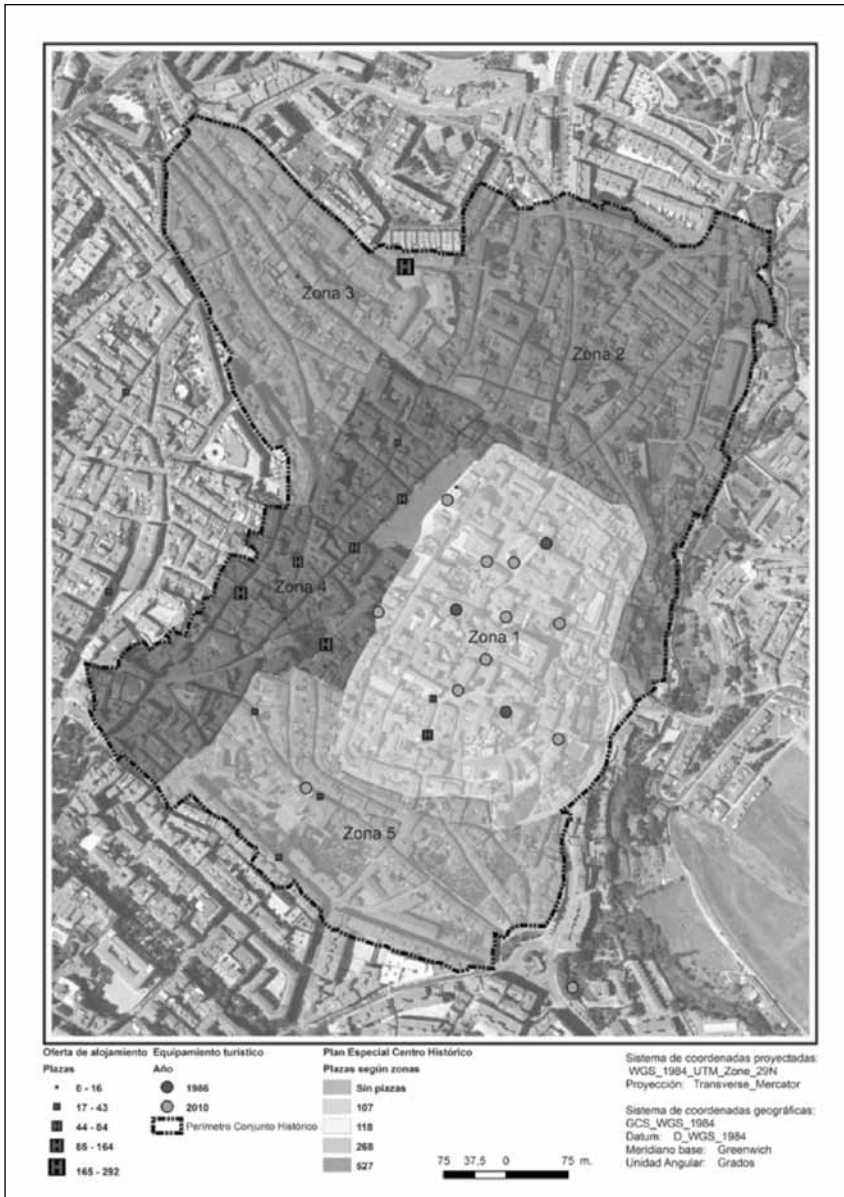 Zona 3
Zona 2
Zona 4
Zona 1
Zona 5
Oferta de alojamiento
Plazas
0 - 16
17 - 43
44 - 84
85 - 164
165 - 292
Equipamiento turístico
Año
1986
2010
Perímetro Conjunto Histórico
Plan Especial Centro Histórico
Plazas según zonas
Sin plazas
107
118
268
527
75 37.5 0 75 m.
Sistema de coordenadas proyectadas:
WGS_1984_UTM_Zone_29N
Proyección: Transverse_Mercator
Sistema de coordenadas geográficas:
GCS_WGS_1984
Datum: D_WGS_1984
Meridiano base: Greenwich
Unidad Angular: Grados